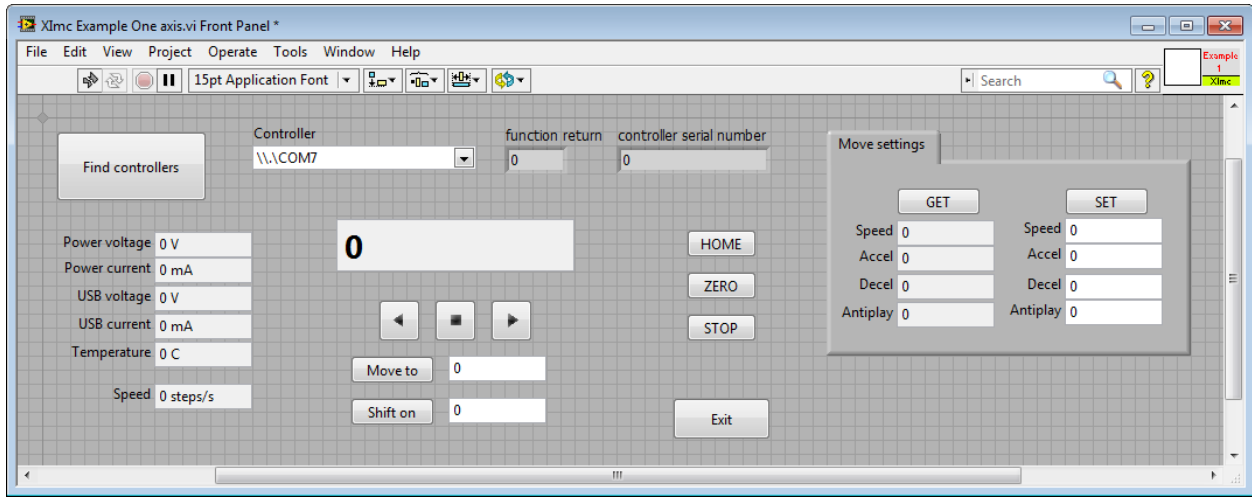 XImc Example One axis.vi Front Panel *
File Edit View Project Operate Tools Window Help
15pt Application Font
Search
Example
1
XImc
Find controllers
Controller
\\.\COM7
function return
0
controller serial number
0
Move settings
GET
SET
Speed 0
Accel 0
Decel 0
Antiplay 0
Speed 0
Accel 0
Decel 0
Antiplay 0
Power voltage 0 V
Power current 0 mA
USB voltage 0 V
USB current 0 mA
Temperature 0 C
Speed 0 steps/s
0
Move to 0
Shift on 0
HOME
ZERO
STOP
Exit